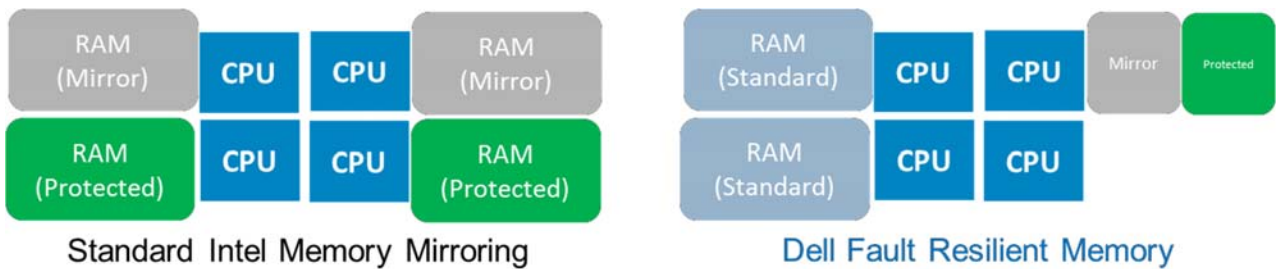 RAM
(Mirror)
CPU
CPU
RAM
(Mirror)
RAM
(Protected)
CPU
CPU
RAM
(Protected)
Standard Intel Memory Mirroring
RAM
(Standard)
CPU
CPU
Mirror
Protected
RAM
(Standard)
CPU
CPU
Dell Fault Resilient Memory